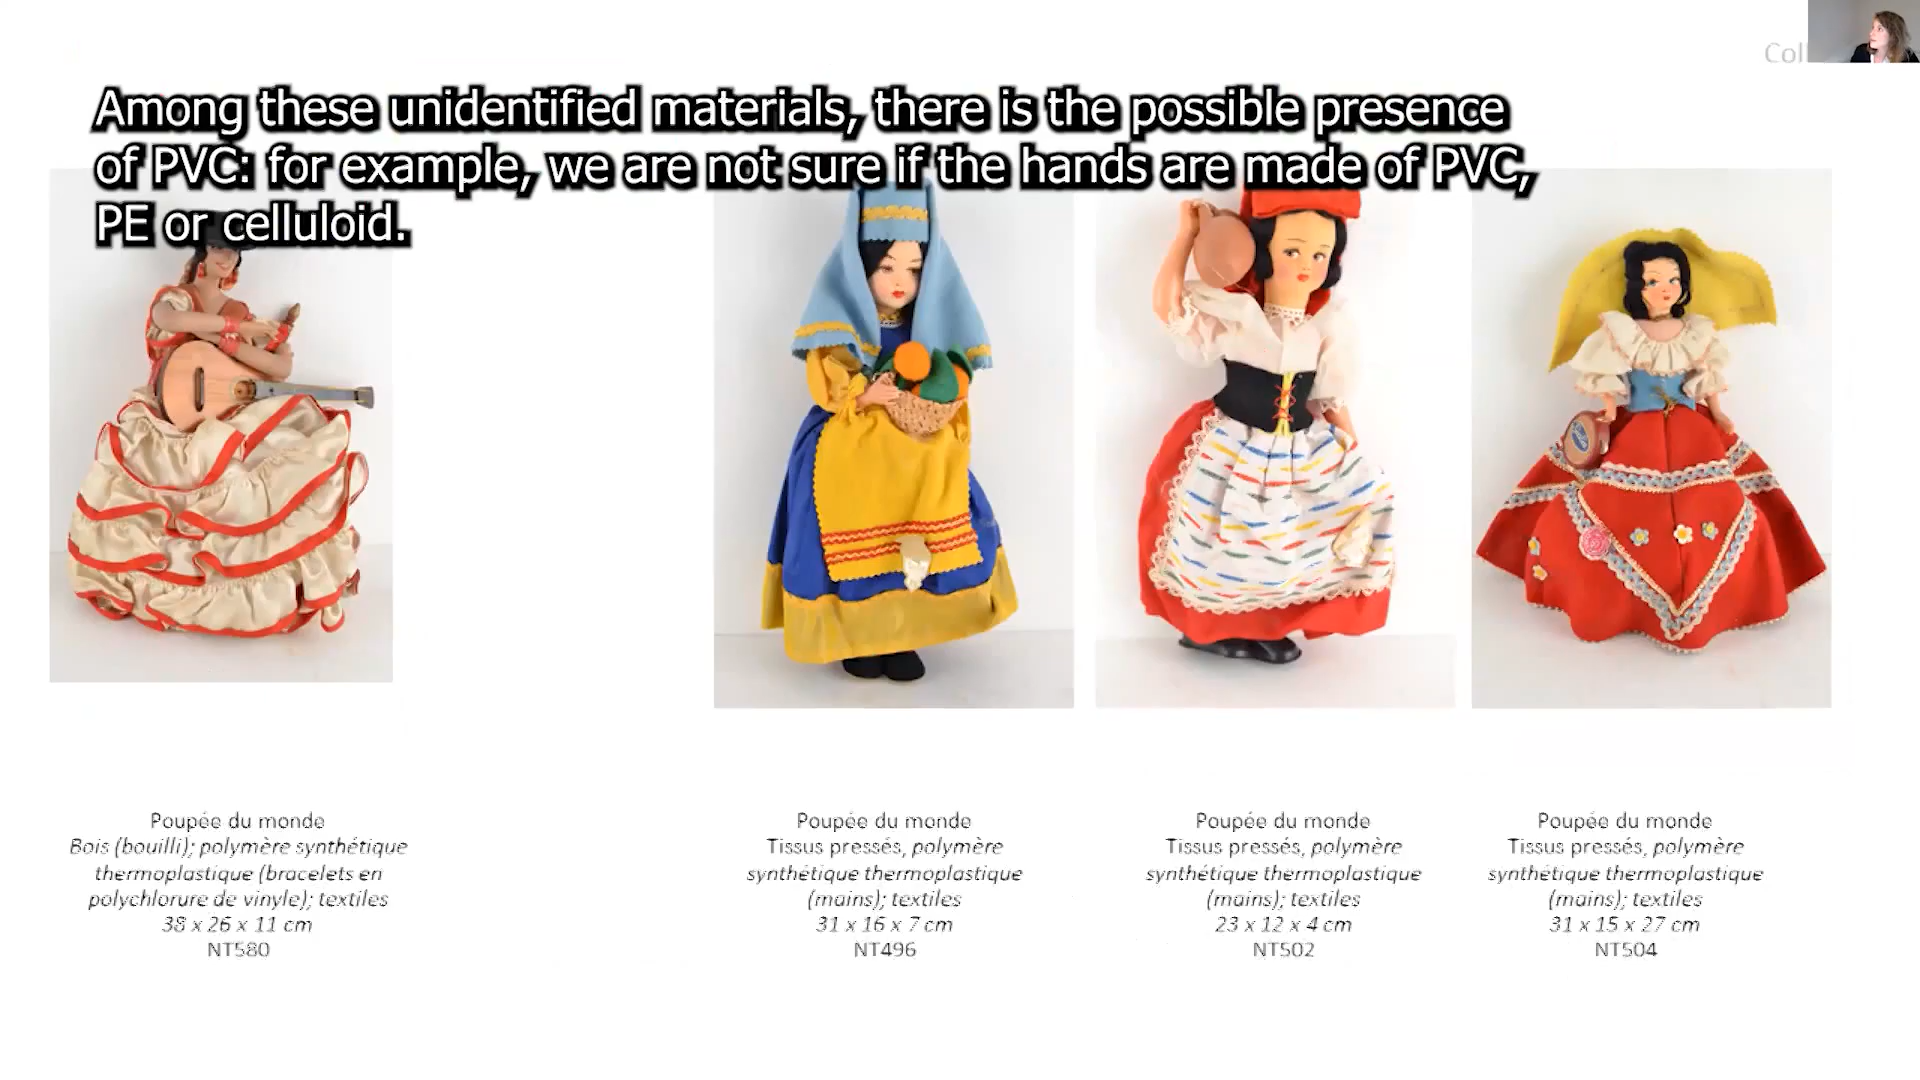 Coll
Among these unidentified materials, there is the possible presence
of PVC: for example, we are not sure if the hands are made of PVC,
PE or celluloid.
Poupée du monde
Bois (bouilli); polymère synthétique
thermoplastique (bracelets en
polychlorure de vinyle); textiles
38 x 26 x 11 cm
NT580
Poupée du monde
Tissus pressés, polymère
synthétique thermoplastique
(mains); textiles
31 x 16 x 7 cm
NT496
Poupée du monde
Tissus pressés, polymère
synthétique thermoplastique
(mains); textiles
23 x 12 x 4 cm
NT502
Poupée du monde
Tissus pressés, polymère
synthétique thermoplastique
(mains); textiles
31 x 15 x 27 cm
NT504